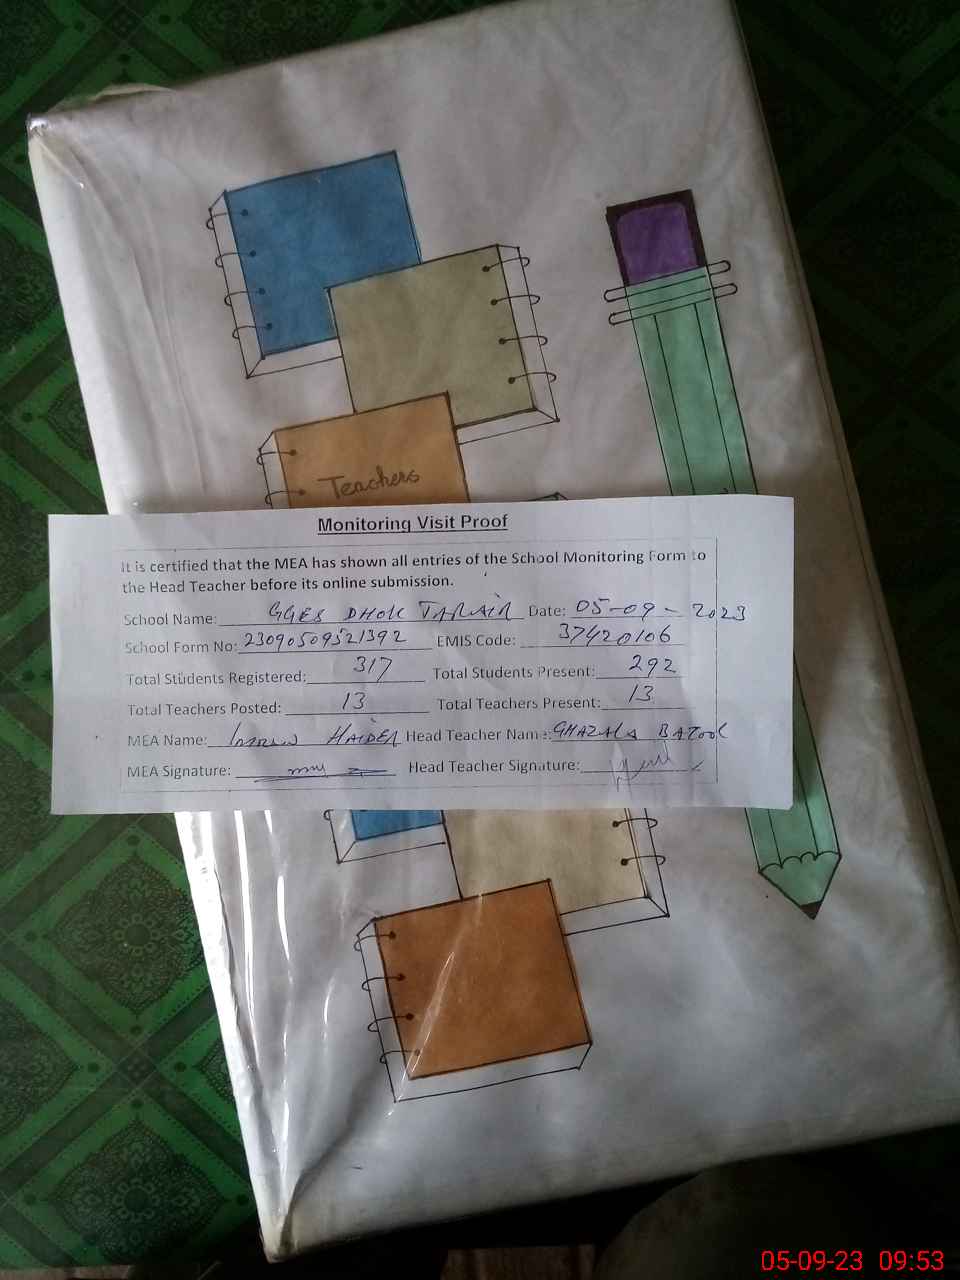 Teachers
Monitoring Visit Proof
It is certified that the MEA has shown all entries of the School Monitoring Form to
the Head Teacher before its online submission.
School Name: GGES DHOK TARAIR Date: 05-09-2023
School Form No: 23090509521392 EMIS Code: 37420106
Total Students Registered: 317 Total Students Present: 292
Total Teachers Posted: 13 Total Teachers Present: 13
MEA Name: HAIDER Head Teacher Name: GHAZALA BATOOL
MEA Signature: Head Teacher Signature:
05-09-23 09:53